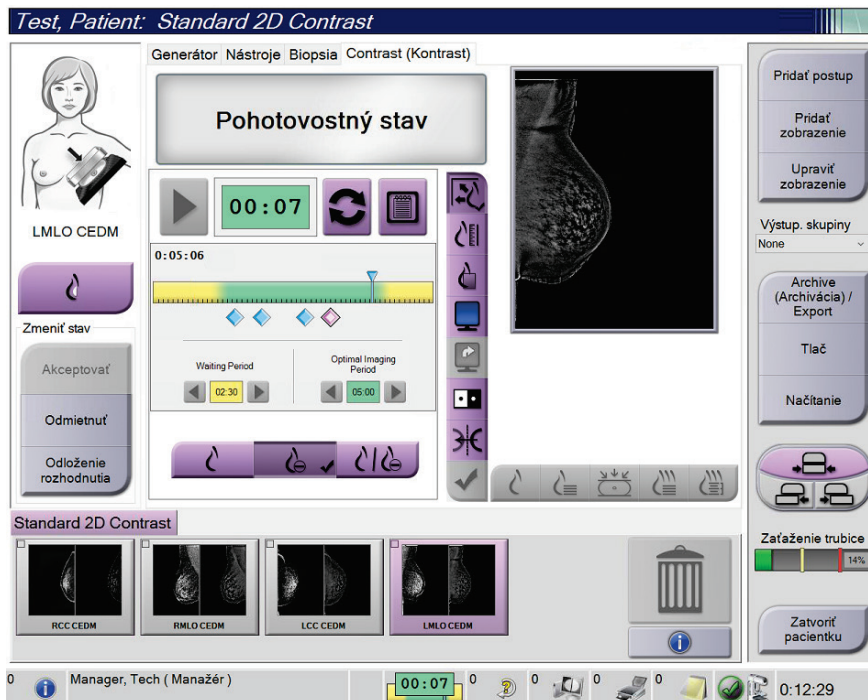 Test, Patient:  Standard 2D Contrast
Generátor Nástroje Biopsia Contrast (Kontrast)
Pohotovostný stav
LMLO CEDM
00:07
0:05:06
Waiting Period
Optimal Imaging
Period
02:30
05:00
Zmeniť stav
Akceptovať
Odmietnuť
Odloženie
rozhodnutia
Pridať postup
Pridať
zobrazenie
Upraviť
zobrazenie
Výstup. skupiny
None
Archive
(Archivácia) /
Export
Tlač
Načítanie
Zaťaženie trubice
14%
Zatvoriť
pacientku
Standard 2D Contrast
RCC CEDM
RMLO CEDM
LCC CEDM
LMLO CEDM
0
Manager, Tech ( Manažér )
00:07
0
0
0
0
0:12:29